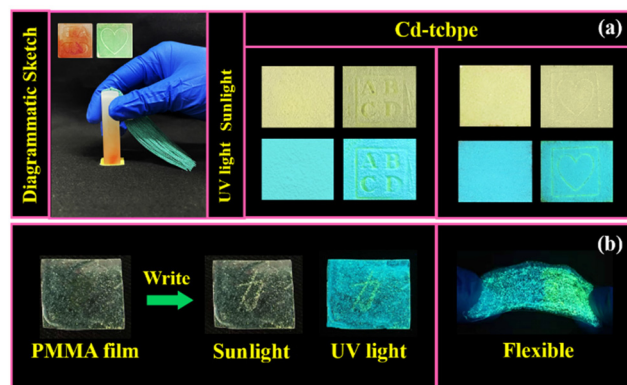 Diagrammatic Sketch
UV light Sunlight
Cd-tcbpe
(a)
A B
C D
A B
C D
(b)
Write
PMMA film
Sunlight
UV light
Flexible